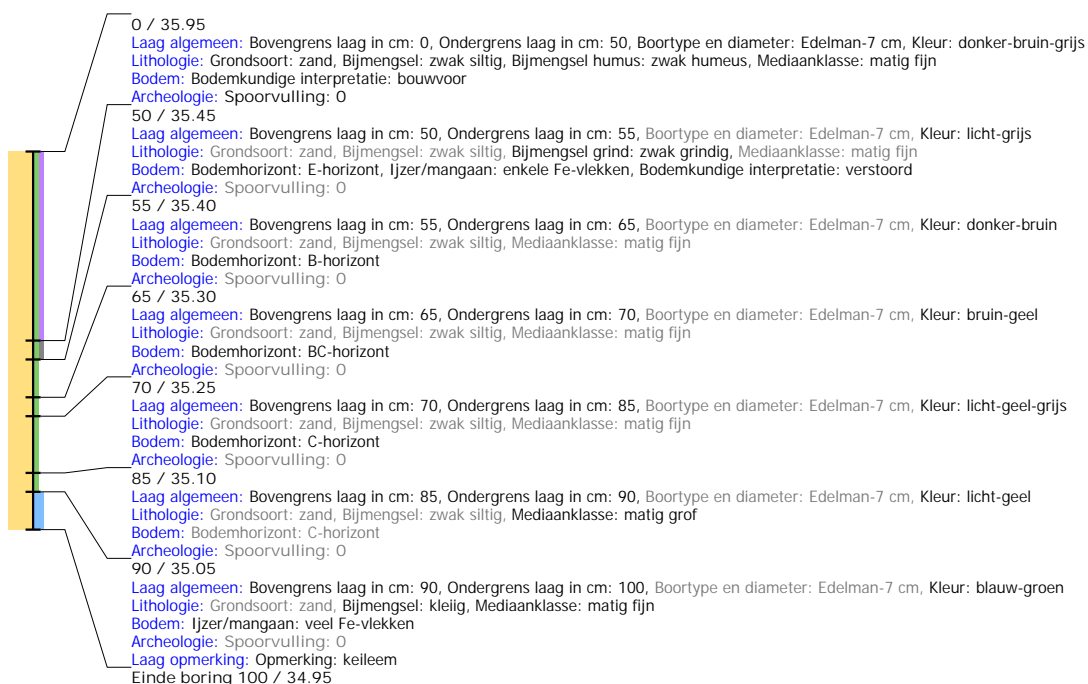 0 / 35.95
Laag algemeen: Bovengrens laag in cm: 0, Ondergrens laag in cm: 50, Boortype en diameter: Edelman-7 cm, Kleur: donker-bruin-grijs
Lithologie: Grondsoort: zand, Bijmengsel: zwak siltig, Bijmengsel humus: zwak humeus, Mediaanklasse: matig fijn
Bodem: Bodemkundige interpretatie: bouwvoor
Archeologie: Spoorvulling: 0
50 / 35.45
Laag algemeen: Bovengrens laag in cm: 50, Ondergrens laag in cm: 55, Boortype en diameter: Edelman-7 cm, Kleur: licht-grijs
Lithologie: Grondsoort: zand, Bijmengsel: zwak siltig, Bijmengsel grind: zwak grindig, Mediaanklasse: matig fijn
Bodem: Bodemhorizont: E-horizont, Ijzer/mangaan: enkele Fe-vlekken, Bodemkundige interpretatie: verstoord
Archeologie: Spoorvulling: 0
55 / 35.40
Laag algemeen: Bovengrens laag in cm: 55, Ondergrens laag in cm: 65, Boortype en diameter: Edelman-7 cm, Kleur: donker-bruin
Lithologie: Grondsoort: zand, Bijmengsel: zwak siltig, Mediaanklasse: matig fijn
Bodem: Bodemhorizont: B-horizont
Archeologie: Spoorvulling: 0
65 / 35.30
Laag algemeen: Bovengrens laag in cm: 65, Ondergrens laag in cm: 70, Boortype en diameter: Edelman-7 cm, Kleur: bruin-geel
Lithologie: Grondsoort: zand, Bijmengsel: zwak siltig, Mediaanklasse: matig fijn
Bodem: Bodemhorizont: BC-horizont
Archeologie: Spoorvulling: 0
70 / 35.25
Laag algemeen: Bovengrens laag in cm: 70, Ondergrens laag in cm: 85, Boortype en diameter: Edelman-7 cm, Kleur: licht-geel-grijs
Lithologie: Grondsoort: zand, Bijmengsel: zwak siltig, Mediaanklasse: matig fijn
Bodem: Bodemhorizont: C-horizont
Archeologie: Spoorvulling: 0
85 / 35.10
Laag algemeen: Bovengrens laag in cm: 85, Ondergrens laag in cm: 90, Boortype en diameter: Edelman-7 cm, Kleur: licht-geel
Lithologie: Grondsoort: zand, Bijmengsel: zwak siltig, Mediaanklasse: matig grof
Bodem: Bodemhorizont: C-horizont
Archeologie: Spoorvulling: 0
90 / 35.05
Laag algemeen: Bovengrens laag in cm: 90, Ondergrens laag in cm: 100, Boortype en diameter: Edelman-7 cm, Kleur: blauw-groen
Lithologie: Grondsoort: zand, Bijmengsel: kleiig, Mediaanklasse: matig fijn
Bodem: Ijzer/mangaan: veel Fe-vlekken
Archeologie: Spoorvulling: 0
Laag opmerking: Opmerking: keileem
Einde boring 100 / 34.95